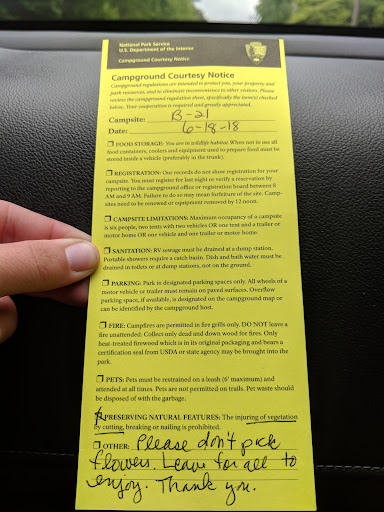 National Park Service
U.S. Department of the Interior
Campground Courtesy Notice
Campground Courtesy Notice
Campground regulations are intended to protect you, your property and
park resources, and to eliminate inconvenience to other visitors. Please
review the campground regulation sheet, specifically the item(s) checked
below. Your cooperation is required and greatly appreciated.
Campsite: B-21
Date: 6-18-18
❒ FOOD STORAGE: You are in wildlife habitat. When not in use all
food containers, coolers and equipment used to prepare food must be
stored inside a vehicle (preferably in the trunk).
❒ REGISTRATION: Our records do not show registration for your
campsite. You must register for last night or verify a reservation by
reporting to the campground office or registration board between 8
AM and 9 AM. Failure to do so may mean forfeiture of the site. Camp-
sites need to be renewed or equipment removed by 12 noon.
❒ CAMPSITE LIMITATIONS: Maximum occupancy of a campsite
is six people, two tents with two vehicles OR one tent and a trailer or
motor home OR one vehicle and one trailer or motor home.
❒ SANITATION: RV sewage must be drained at a dump station.
Portable showers require a catch basin. Dish and bath water must be
drained in toilets or at dump stations, not on the ground.
❒ PARKING: Park in designated parking spaces only. All wheels of a
motor vehicle or trailer must remain on paved surfaces. Overflow
parking space, if available, is designated on the campground map or
can be identified by the campground host.
❒ FIRE: Campfires are permitted in fire grills only. DO NOT leave a
fire unattended. Collect only dead and down wood for fires. Only
heat-treated firewood which is in its original packaging and bears a
certification seal from USDA or state agency may be brought into the
park.
❒ PETS: Pets must be restrained on a leash (6' maximum) and
attended at all times. Pets are not permitted on trails. Pet waste should
be disposed of with the garbage.
❒ PRESERVING NATURAL FEATURES: The injuring of vegetation
by cutting, breaking or nailing is prohibited.
❒ OTHER: Please don't pick
flowers. Leave for all to
enjoy. Thank you.